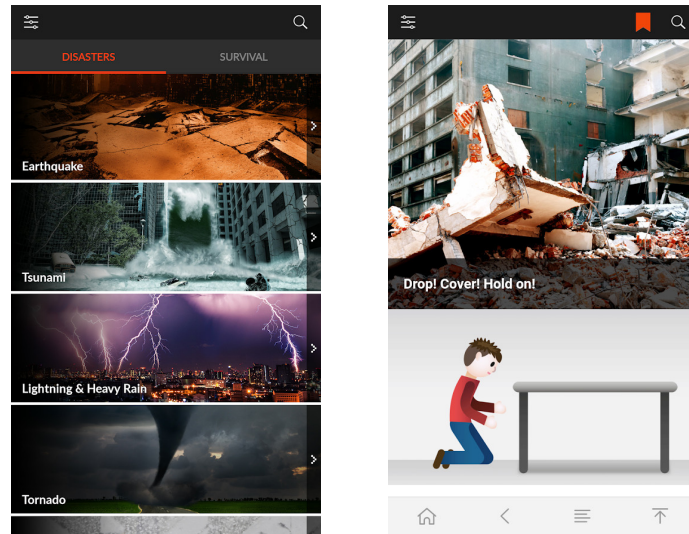 DISASTERS SURVIVAL
Earthquake
Tsunami
Lightning & Heavy Rain
Tornado
Drop! Cover! Hold on!